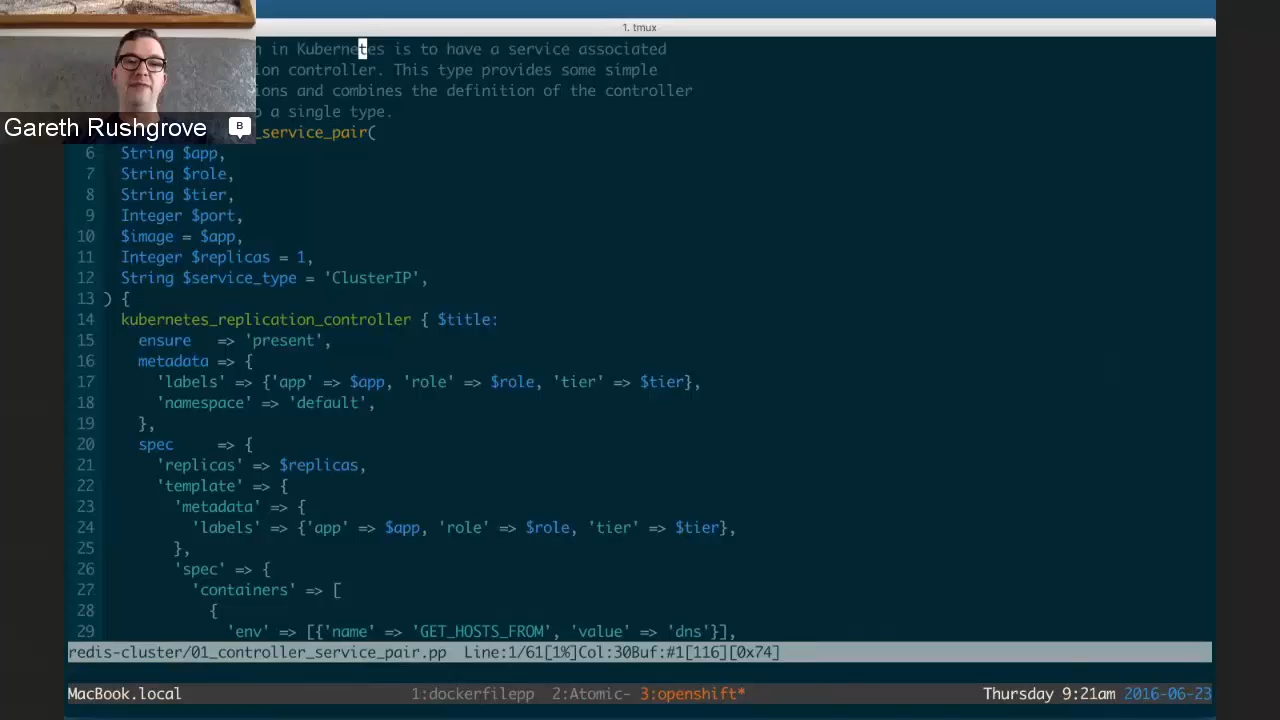 1. tmux
n in Kubernetes is to have a service associated
ion controller. This type provides some simple
ions and combines the definition of the controller
o a single type.
Gareth Rushgrove B
_service_pair(
6 String $app,
7 String $role,
8 String $tier,
9 Integer $port,
10 $image = $app,
11 Integer $replicas = 1,
12 String $service_type = 'ClusterIP',
13 ) {
14 kubernetes_replication_controller { $title:
15 ensure => 'present',
16 metadata => {
17 'labels' => {'app' => $app, 'role' => $role, 'tier' => $tier},
18 'namespace' => 'default',
19 },
20 spec => {
21 'replicas' => $replicas,
22 'template' => {
23 'metadata' => {
24 'labels' => {'app' => $app, 'role' => $role, 'tier' => $tier},
25 },
26 'spec' => {
27 'containers' => [
28 {
29 'env' => [{'name' => 'GET_HOSTS_FROM', 'value' => 'dns'}],
redis-cluster/01_controller_service_pair.pp Line:1/61[1%]Col:30Buf:#1[116][0x74]
MacBook.local 1:dockerfilepp 2:Atomic- 3:openshift* Thursday 9:21am 2016-06-23